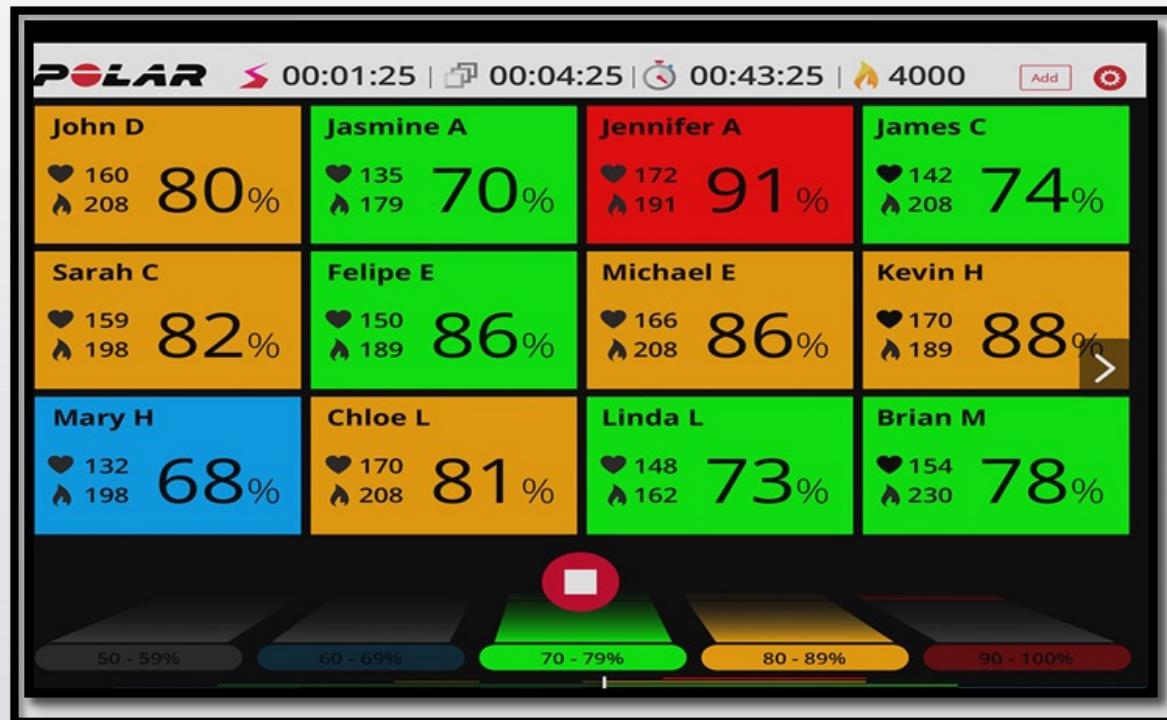 POLAR 00:01:25 | 00:04:25 | 00:43:25 | 4000 Add
John D
160
208
80%
Jasmine A
135
179
70%
Jennifer A
172
191
91%
James C
142
208
74%
Sarah C
159
198
82%
Felipe E
150
189
86%
Michael E
166
208
86%
Kevin H
170
189
88%
Mary H
132
198
68%
Chloe L
170
208
81%
Linda L
148
162
73%
Brian M
154
230
78%
50 - 59% 60 - 69% 70 - 79% 80 - 89% 90 - 100%